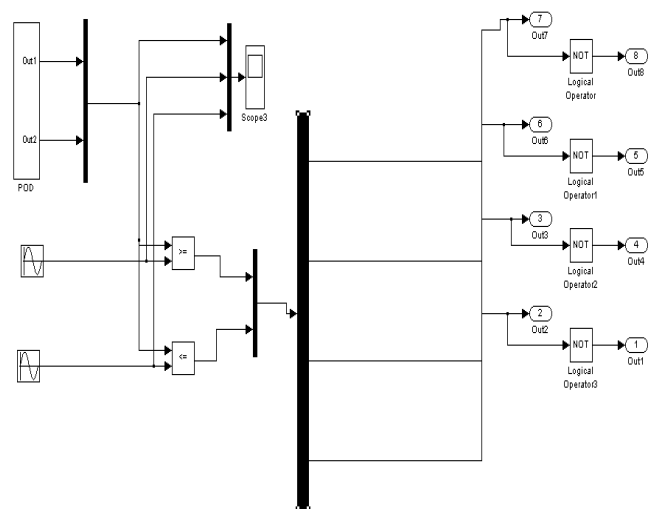 Out1
Out2
POD
Scope3
>=
<=
7
Out7
NOT
Logical
Operator
8
Out8
6
Out6
NOT
Logical
Operator1
5
Out5
3
Out3
NOT
Logical
Operator2
4
Out4
2
Out2
NOT
Logical
Operator3
1
Out1